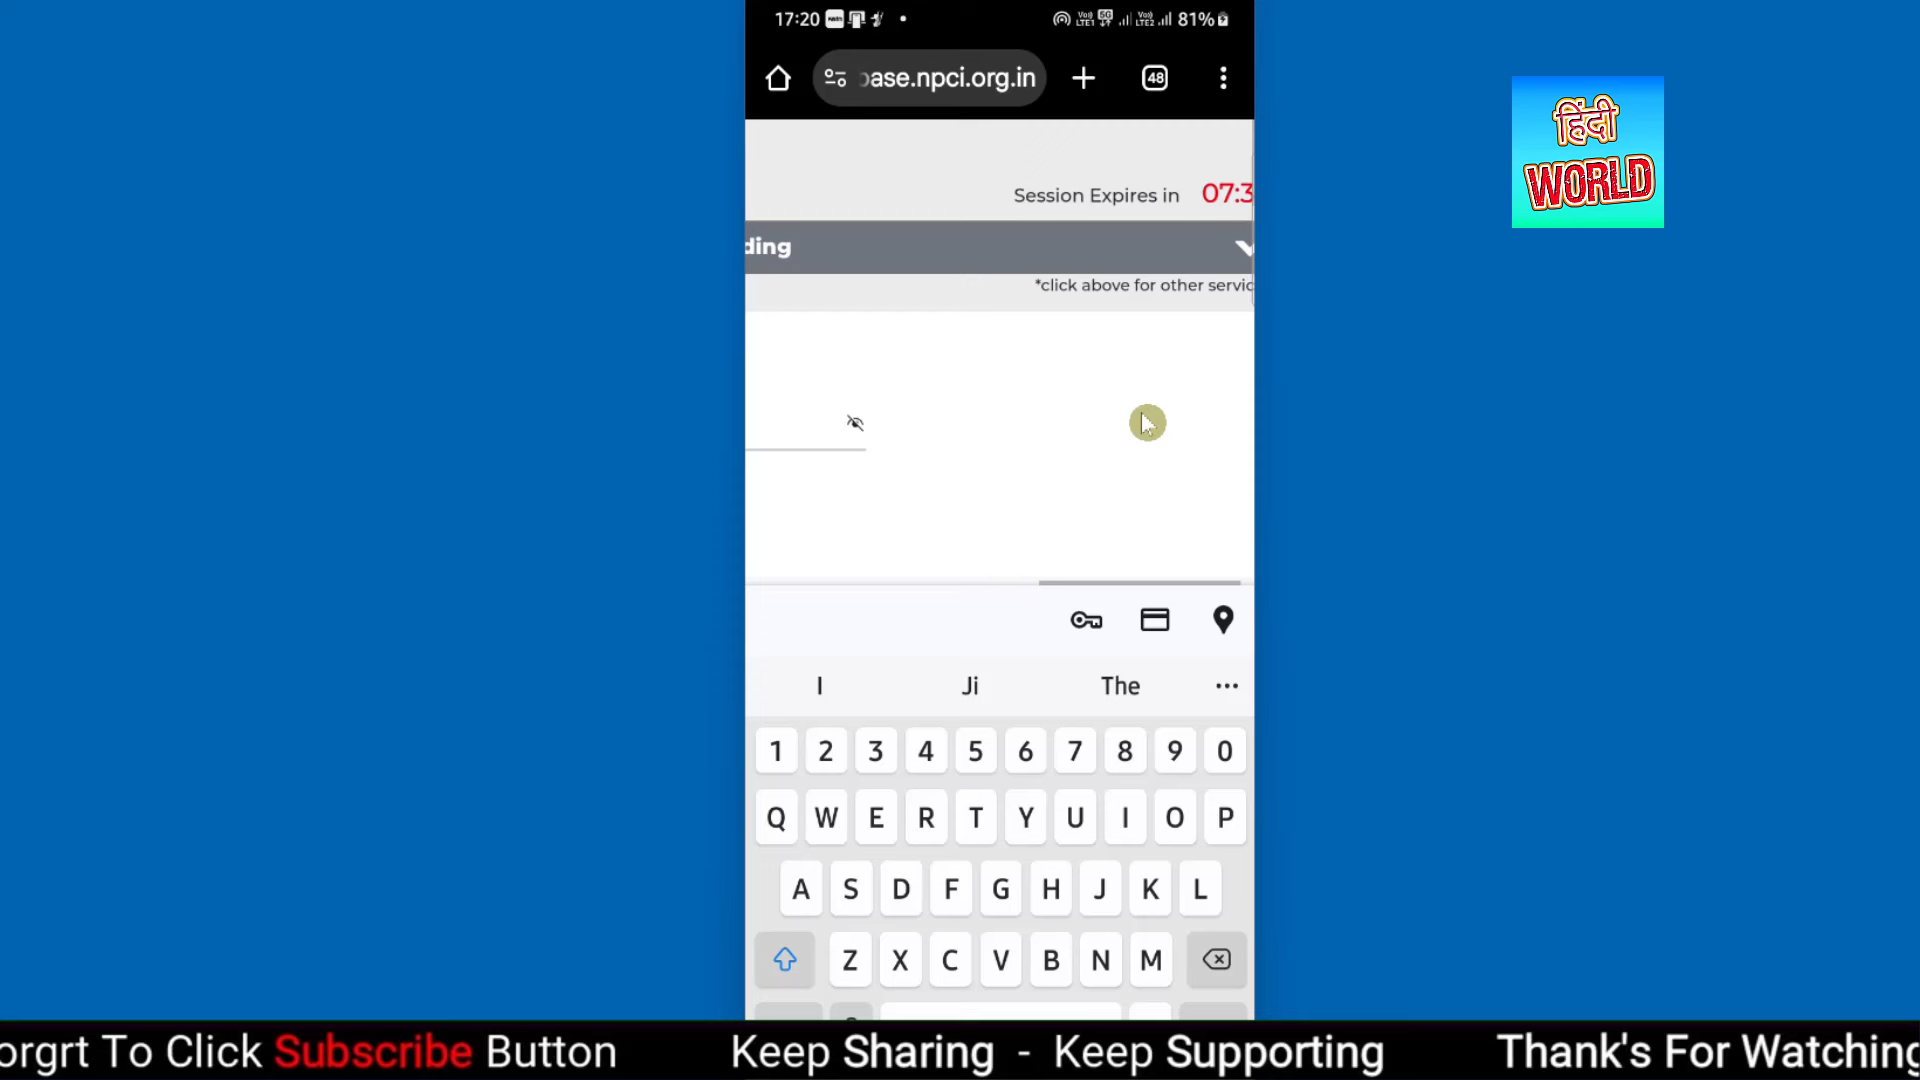 17:20 81%
ase.npci.org.in 48
हिंदी
WORLD
Session Expires in 07:3
ding
*click above for other servic
I Ji The
1 2 3 4 5 6 7 8 9 0
Q W E R T Y U I O P
A S D F G H J K L
Z X C V B N M
orgrt To Click Subscribe Button Keep Sharing - Keep Supporting Thank's For Watching